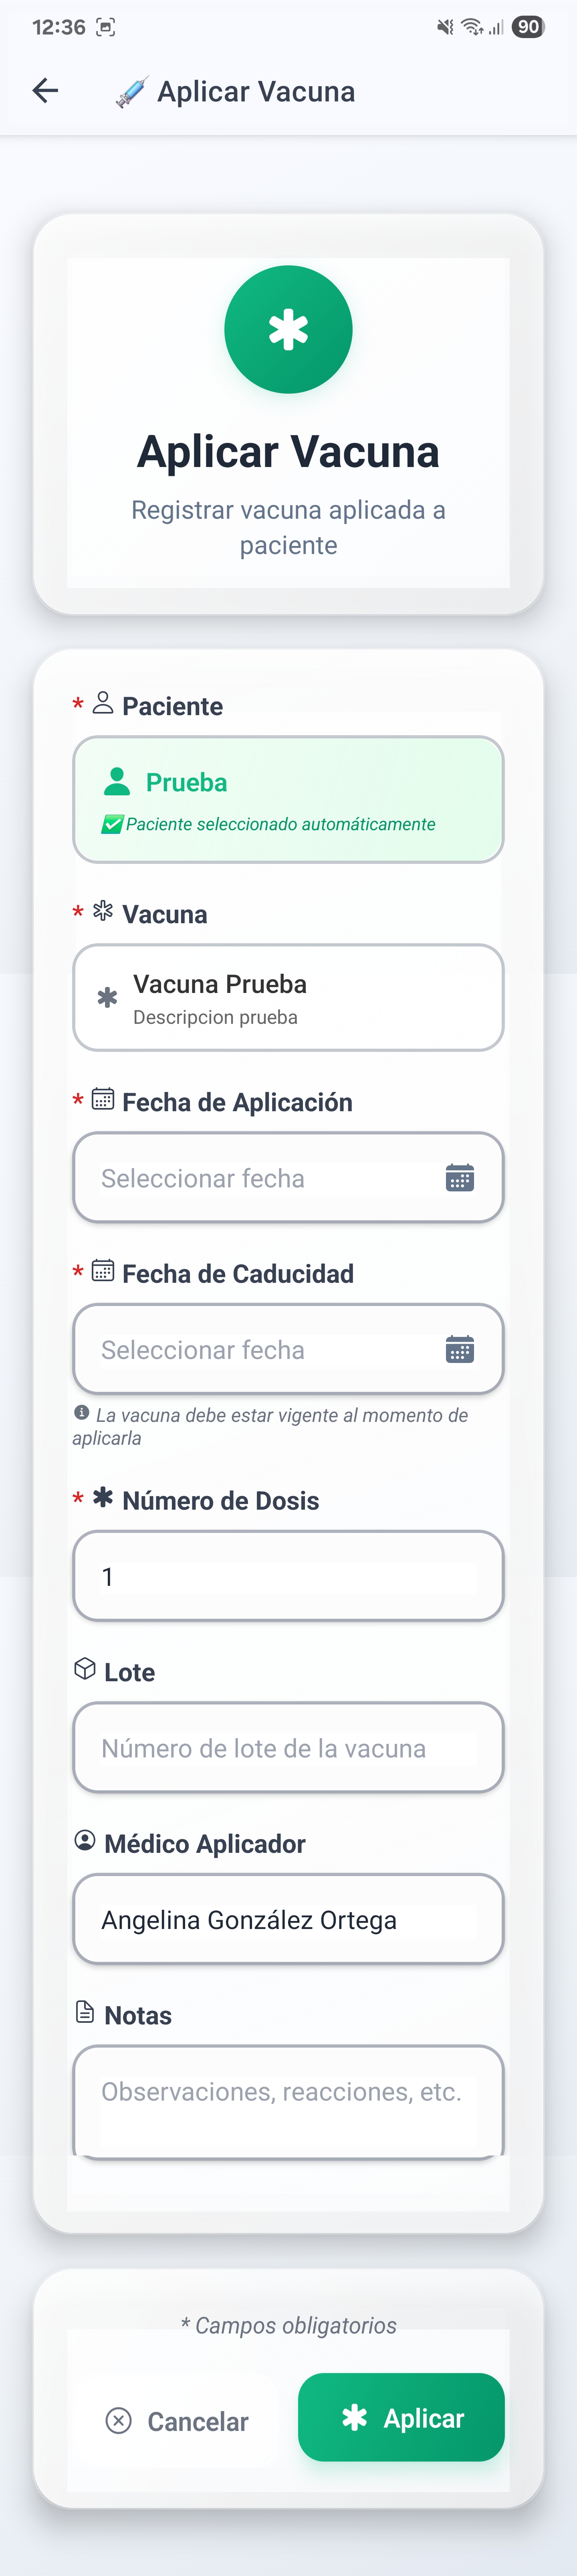 12:36
90
Aplicar Vacuna
Aplicar Vacuna
Registrar vacuna aplicada a
paciente
* Paciente
Prueba
✅ Paciente seleccionado automáticamente
* Vacuna
Vacuna Prueba
Descripcion prueba
* Fecha de Aplicación
Seleccionar fecha
* Fecha de Caducidad
Seleccionar fecha
La vacuna debe estar vigente al momento de
aplicarla
* Número de Dosis
1
Lote
Número de lote de la vacuna
Médico Aplicador
Angelina González Ortega
Notas
Observaciones, reacciones, etc.
* Campos obligatorios
Cancelar
Aplicar